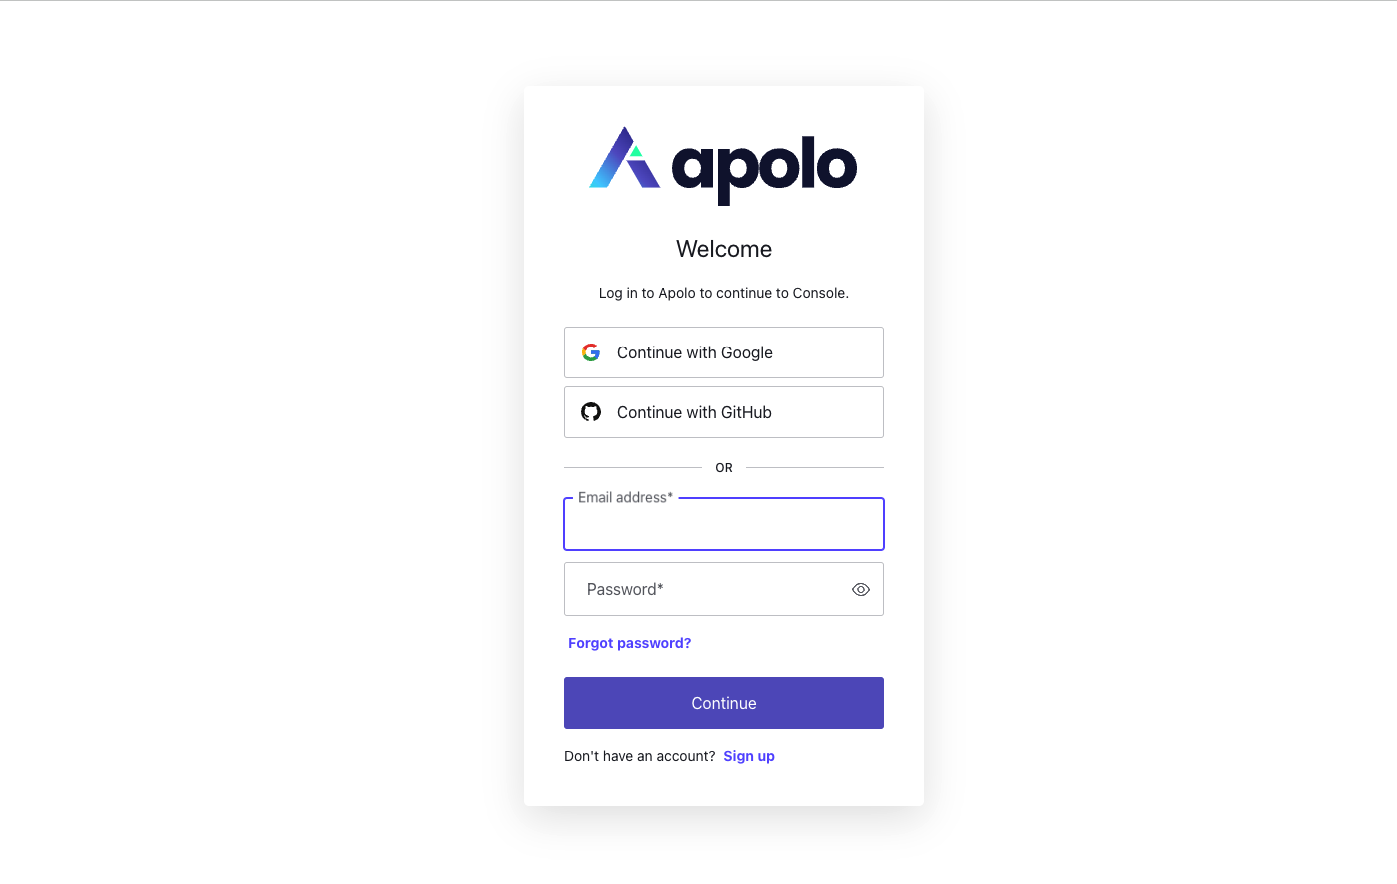 apolo
Welcome
Log in to Apolo to continue to Console.
Continue with Google
Continue with GitHub
OR
Email address*
Password*
Forgot password?
Continue
Don't have an account? Sign up